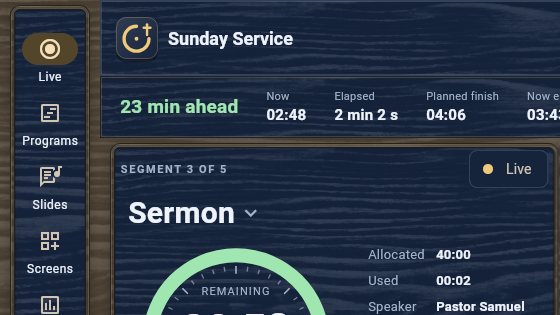 Live
Programs
Slides
Screens
Sunday Service
23 min ahead
Now
02:48
Elapsed
2 min 2 s
Planned finish
04:06
Now
SEGMENT 3 OF 5
Live
Sermon
REMAINING
Allocated 40:00
Used 00:02
Speaker Pastor Samuel